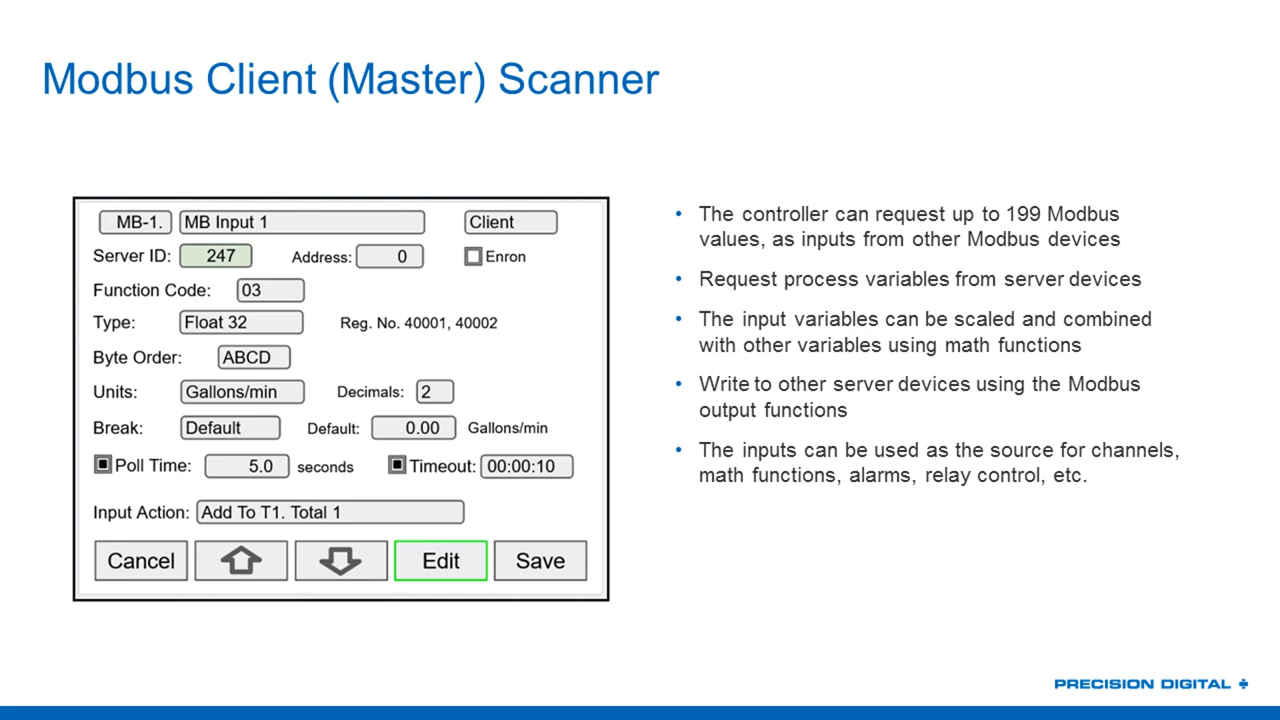 Modbus Client (Master) Scanner
MB-1. MB Input 1 Client
Server ID: 247 Address: 0 Enron
Function Code: 03
Type: Float 32 Reg. No. 40001, 40002
Byte Order: ABCD
Units: Gallons/min Decimals: 2
Break: Default Default: 0.00 Gallons/min
Poll Time: 5.0 seconds Timeout: 00:00:10
Input Action: Add To T1. Total 1
Cancel Edit Save
• The controller can request up to 199 Modbus
values, as inputs from other Modbus devices
• Request process variables from server devices
• The input variables can be scaled and combined
with other variables using math functions
• Write to other server devices using the Modbus
output functions
• The inputs can be used as the source for channels,
math functions, alarms, relay control, etc.
PRECISION DIGITAL